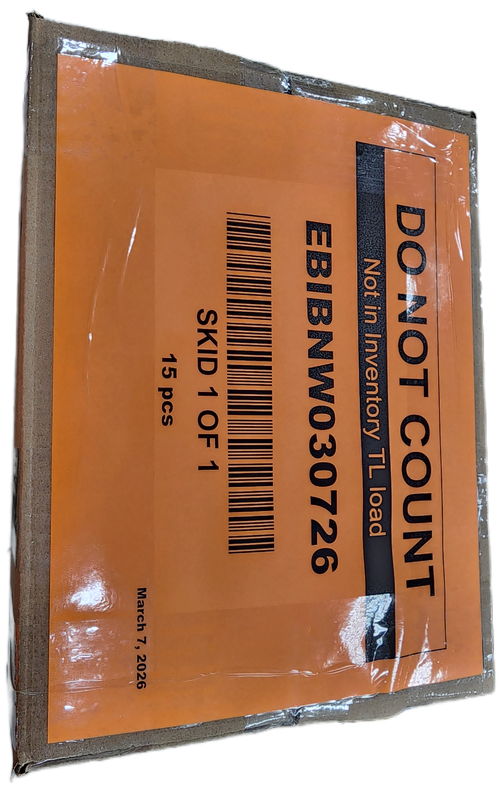 DO NOT COUNT
Not in Inventory TL load
EBIBNW030726
SKID 1 OF 1
15 pcs
March 7, 2026